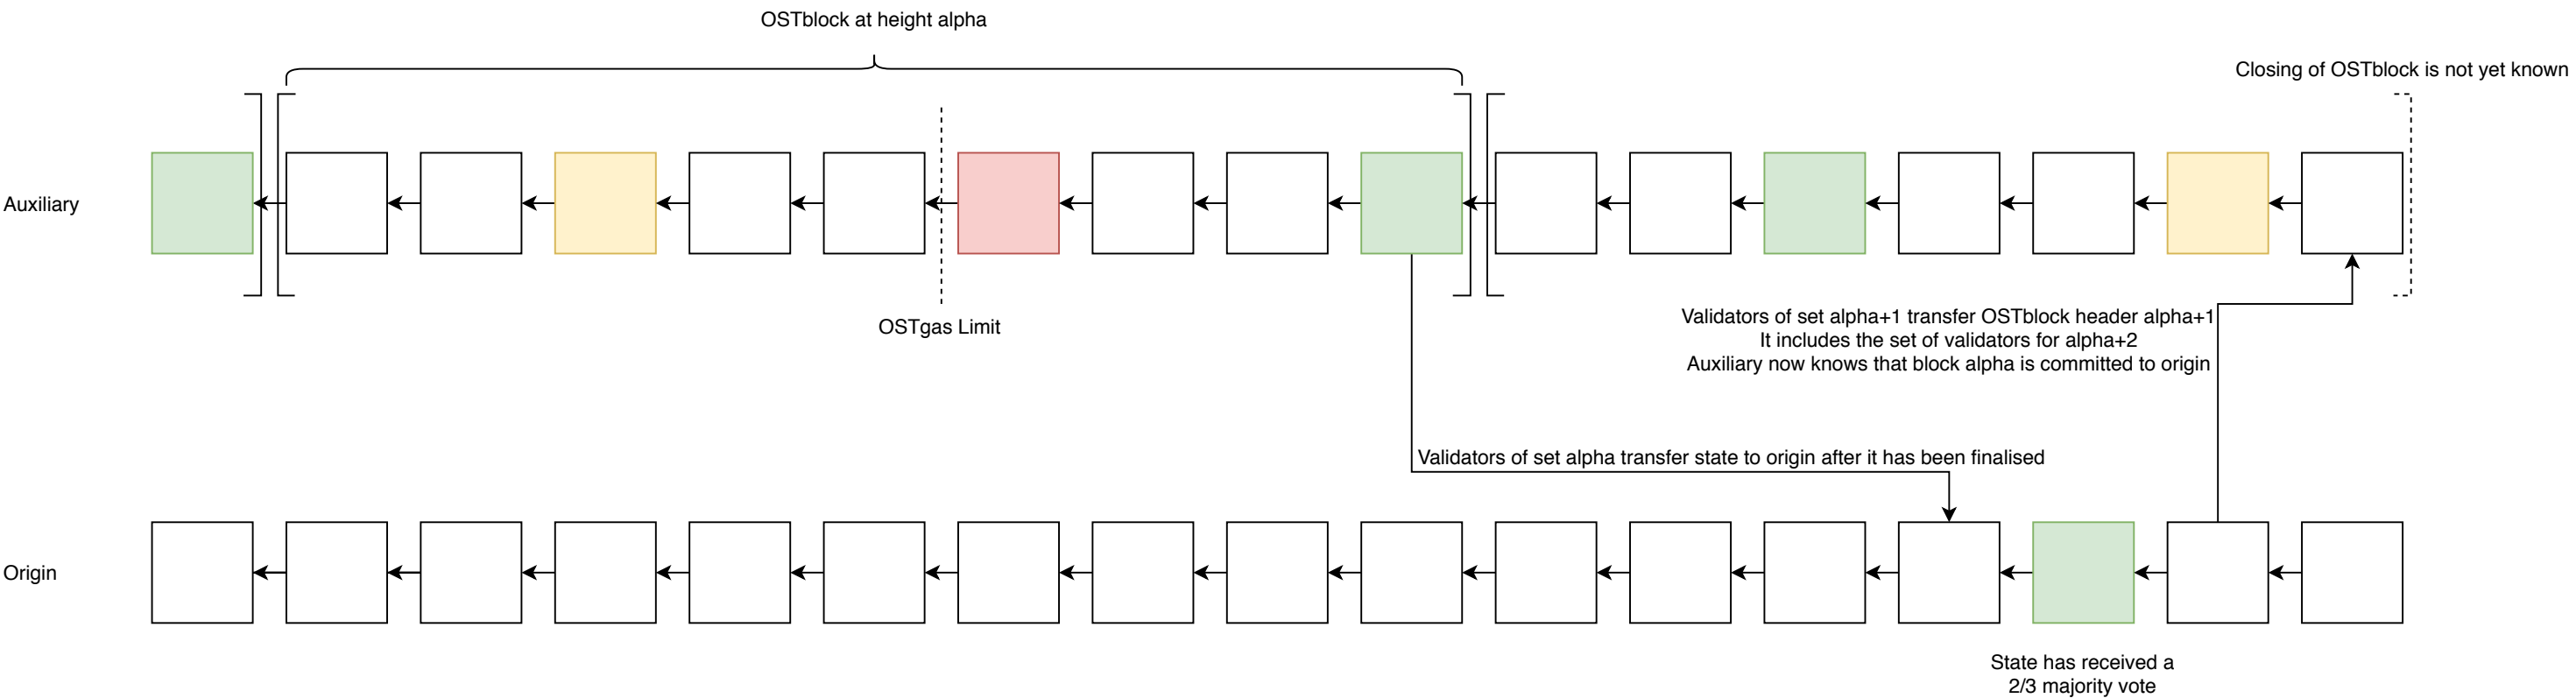 OSTblock at height alpha
Closing of OSTblock is not yet known
Auxiliary
OSTgas Limit
Validators of set alpha+1 transfer OSTblock header alpha+1
It includes the set of validators for alpha+2
Auxiliary now knows that block alpha is committed to origin
Validators of set alpha transfer state to origin after it has been finalised
Origin
State has received a
2/3 majority vote